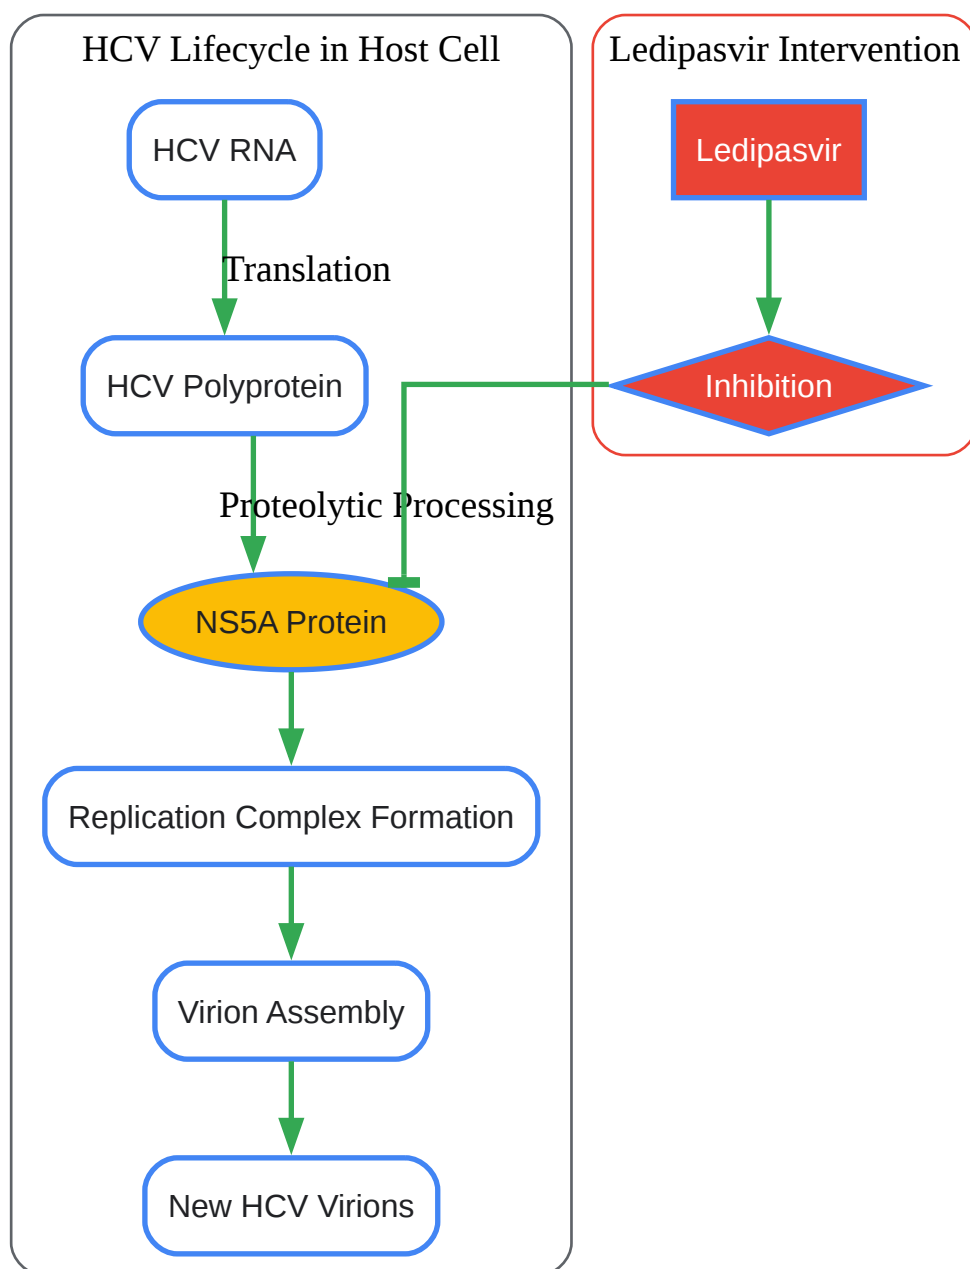 HCV Lifecycle in Host Cell
HCV RNA
Translation
HCV Polyprotein
Proteolytic Processing
NS5A Protein
Replication Complex Formation
Virion Assembly
New HCV Virions
Ledipasvir Intervention
Ledipasvir
Inhibition